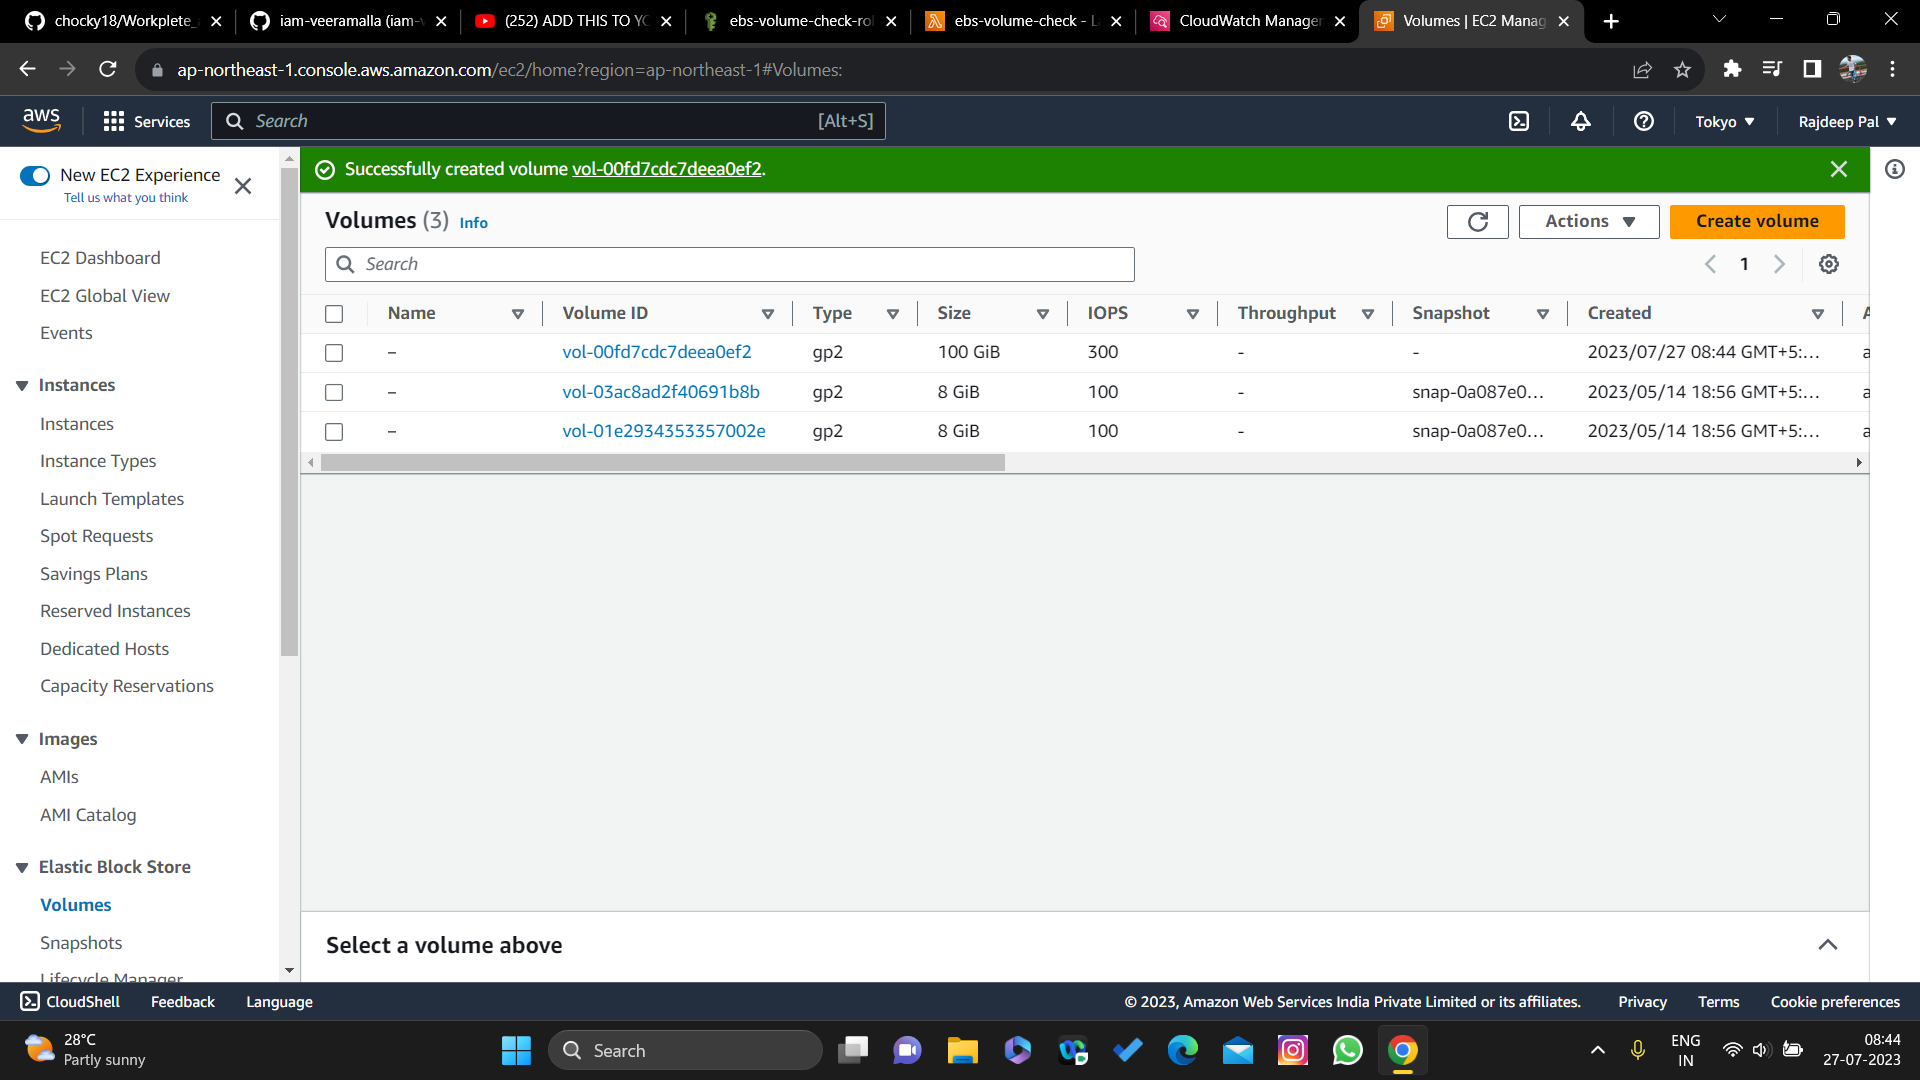 chocky18/Workplete_
iam-veeramalla (iam-v
(252) ADD THIS TO YO
ebs-volume-check-rol
ebs-volume-check - La
CloudWatch Manager
Volumes | EC2 Manag
ap-northeast-1.console.aws.amazon.com/ec2/home?region=ap-northeast-1#Volumes:
aws
Services
Search
[Alt+S]
Tokyo
Rajdeep Pal
New EC2 Experience
Tell us what you think
EC2 Dashboard
EC2 Global View
Events
Instances
Instances
Instance Types
Launch Templates
Spot Requests
Savings Plans
Reserved Instances
Dedicated Hosts
Capacity Reservations
Images
AMIs
AMI Catalog
Elastic Block Store
Volumes
Snapshots
Lifecycle Manager
Successfully created volume vol-00fd7cdc7deea0ef2.
Volumes (3) Info
Actions
Create volume
Search
1
Name Volume ID Type Size IOPS Throughput Snapshot Created A
– vol-00fd7cdc7deea0ef2 gp2 100 GiB 300 - - 2023/07/27 08:44 GMT+5:... a
– vol-03ac8ad2f40691b8b gp2 8 GiB 100 - snap-0a087e0... 2023/05/14 18:56 GMT+5:... a
– vol-01e2934353357002e gp2 8 GiB 100 - snap-0a087e0... 2023/05/14 18:56 GMT+5:... a
Select a volume above
CloudShell Feedback Language
© 2023, Amazon Web Services India Private Limited or its affiliates. Privacy Terms Cookie preferences
28°C
Partly sunny
Search
ENG
IN
08:44
27-07-2023